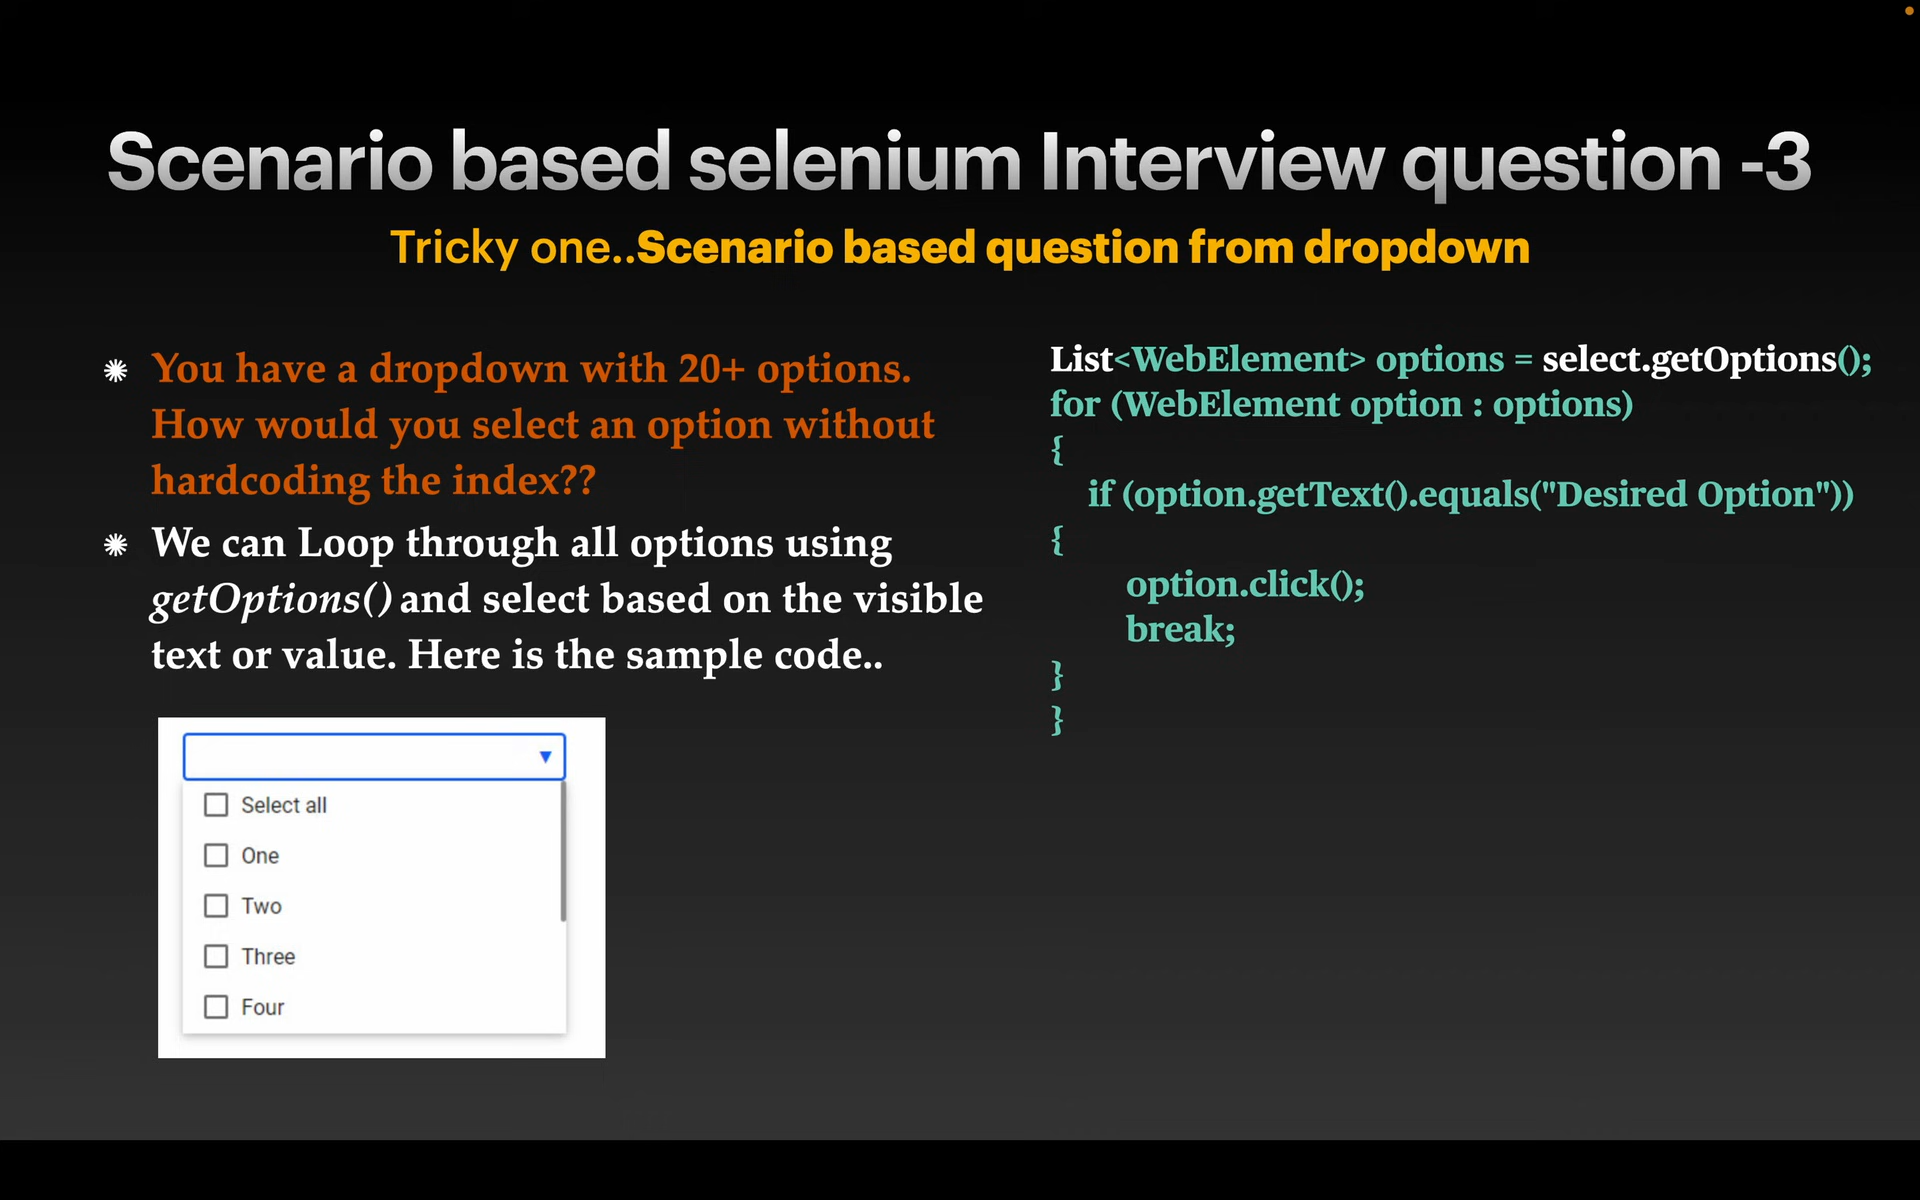 Scenario based selenium Interview question -3
Tricky one..Scenario based question from dropdown
You have a dropdown with 20+ options.
How would you select an option without
hardcoding the index??
We can Loop through all options using
getOptions() and select based on the visible
text or value. Here is the sample code..
Select all
One
Two
Three
Four
List<WebElement> options = select.getOptions();
for (WebElement option : options)
{
if (option.getText().equals("Desired Option"))
{
option.click();
break;
}
}